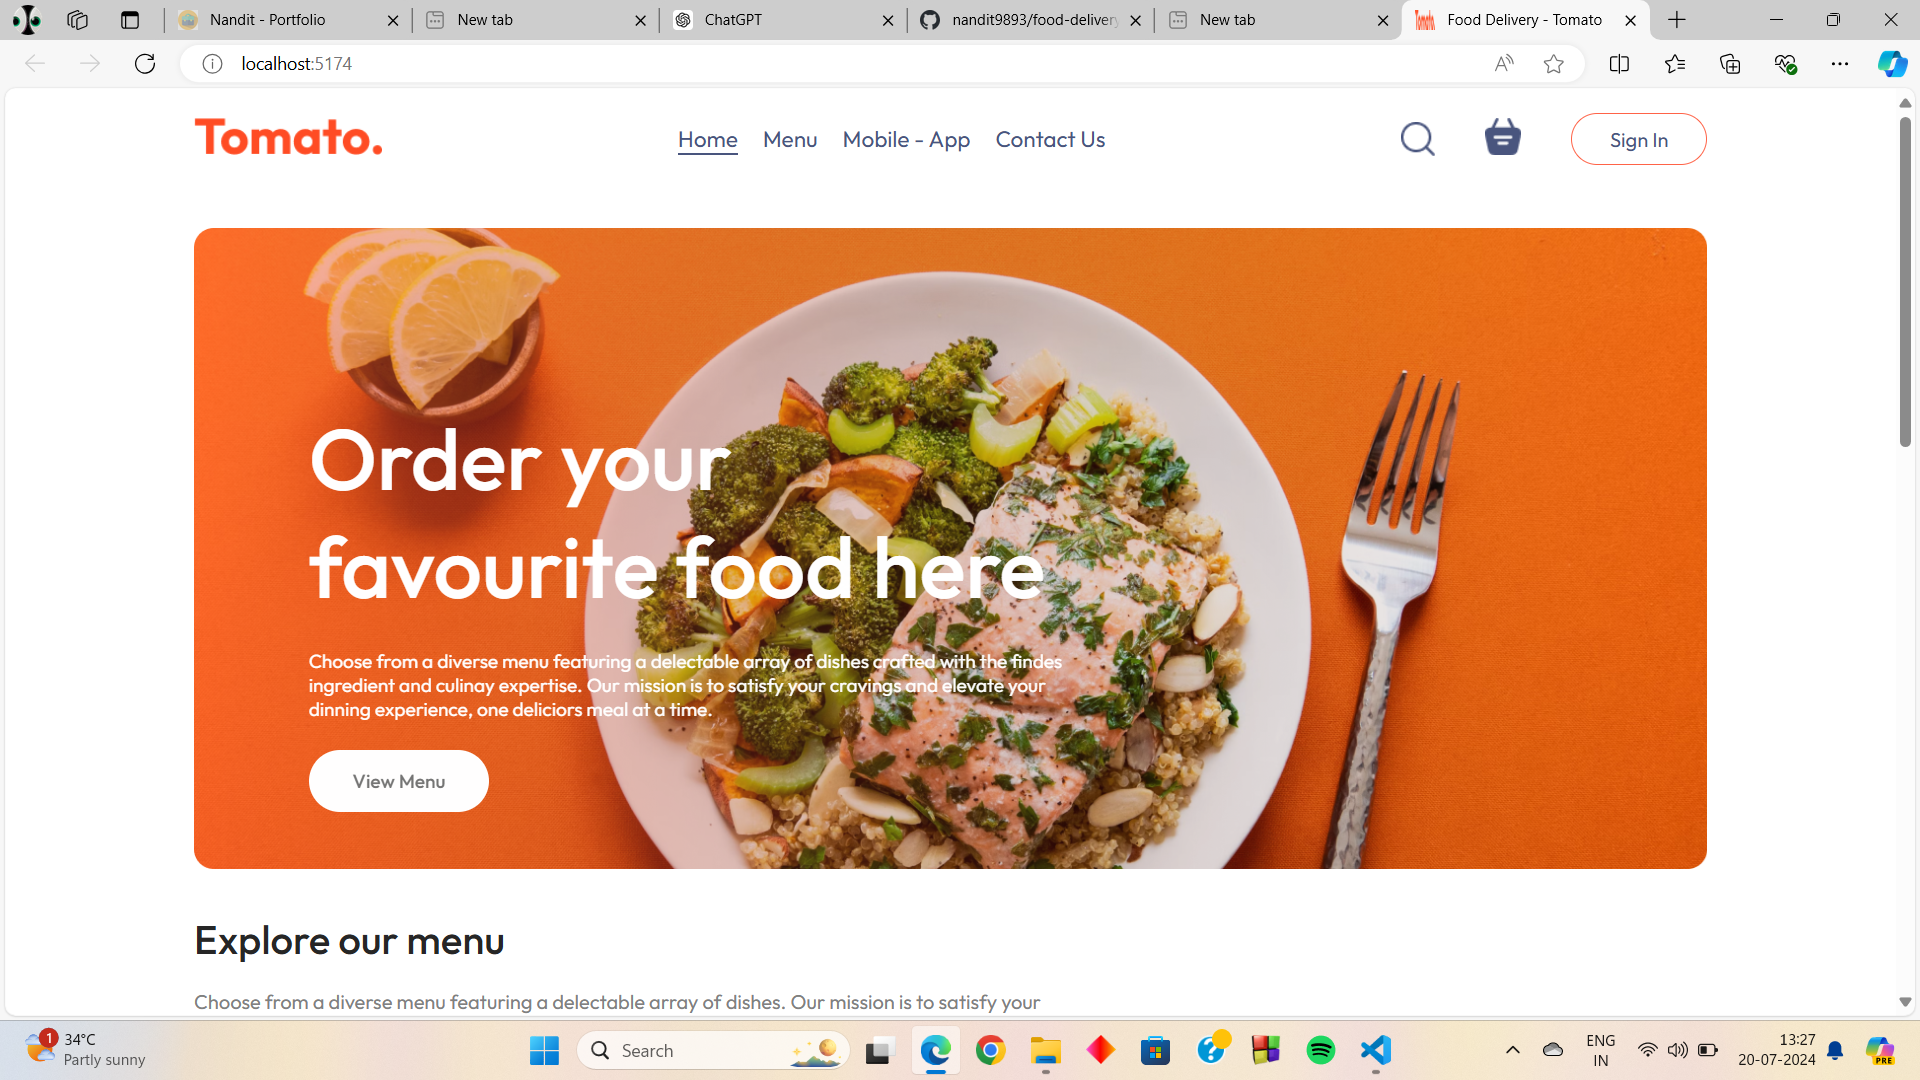 Nandit - Portfolio
New tab
ChatGPT
nandit9893/food-delivery
New tab
Food Delivery - Tomato
localhost:5174
Tomato.
Home
Menu
Mobile - App
Contact Us
Sign In
Order your
favourite food here
Choose from a diverse menu featuring a delectable array of dishes crafted with the findes
ingredient and culinay expertise. Our mission is to satisfy your cravings and elevate your
dinning experience, one deliciors meal at a time.
View Menu
Explore our menu
Choose from a diverse menu featuring a delectable array of dishes. Our mission is to satisfy your
1
34°C
Partly sunny
Search
ENG
IN
13:27
20-07-2024
PRE